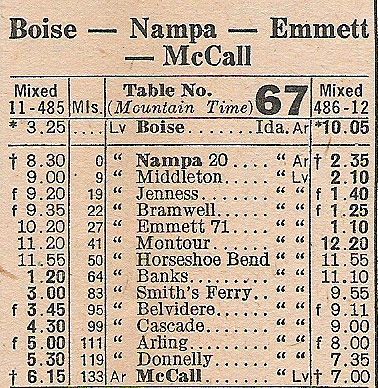 Boise — Nampa — Emmett
— McCall
Mixed 11-485 Mls. Table No. 67 (Mountain Time) Mixed 486-12
* 3.25 .... Lv Boise ..... Ida. Ar *10.05
† 8.30 0 " Nampa 20 ... " Ar † 2.35
9.00 9 " Middleton ..... " Lv 2.10
f 9.20 19 " Jenness ....... " " f 1.40
f 9.35 22 " Bramwell ..... " " f 1.25
10.20 27 " Emmett 71 .... " " 1.10
11.20 41 " Montour ...... " " 12.20
11.55 50 " Horseshoe Bend " " 11.55
1.20 64 " Banks ........ " " 11.10
3.00 83 " Smith's Ferry .. " " 9.55
f 3.45 95 " Belvidere ..... " " f 9.11
4.30 99 " Cascade ...... " " 9.00
f 5.00 111 " Arling ........ " " f 8.00
5.30 119 " Donnelly ..... " " 7.35
† 6.15 133 Ar McCall ...... " Lv † 7.00